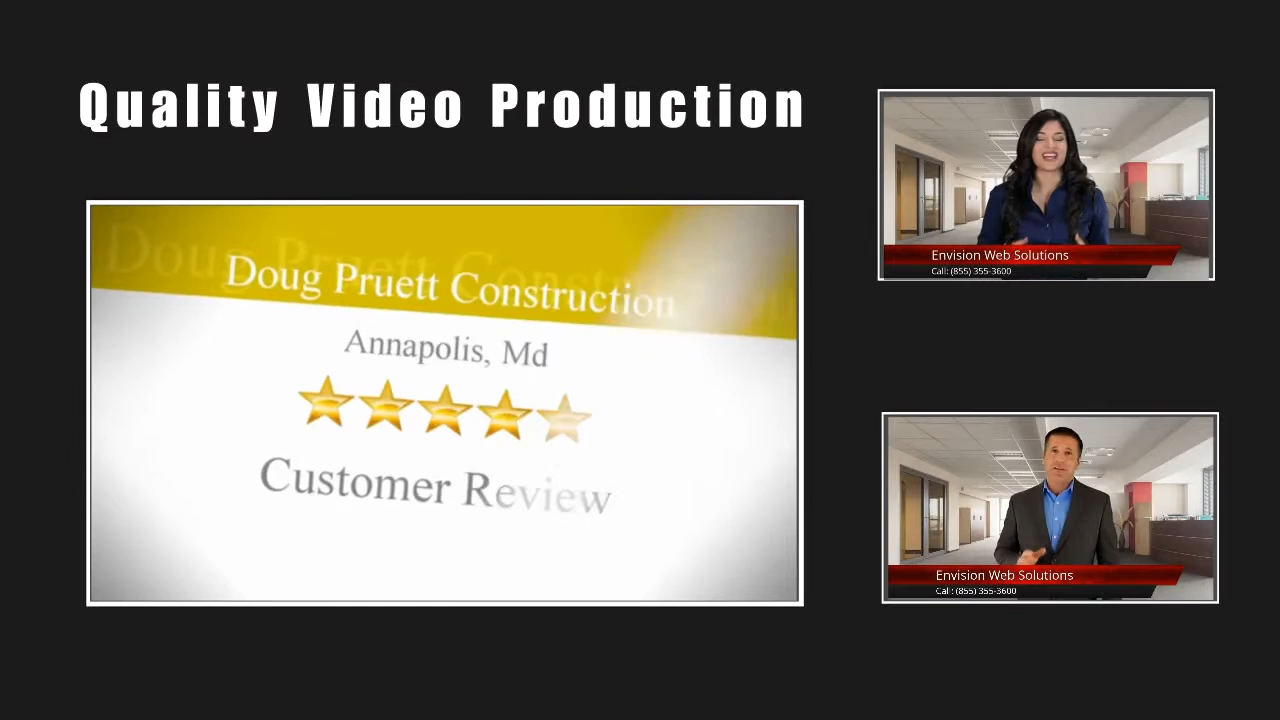 Quality Video Production
Doug Pruett Construction
Annapolis, Md
Customer Review
Envision Web Solutions
Call: (855) 355-3600
Envision Web Solutions
Call: (855) 355-3600